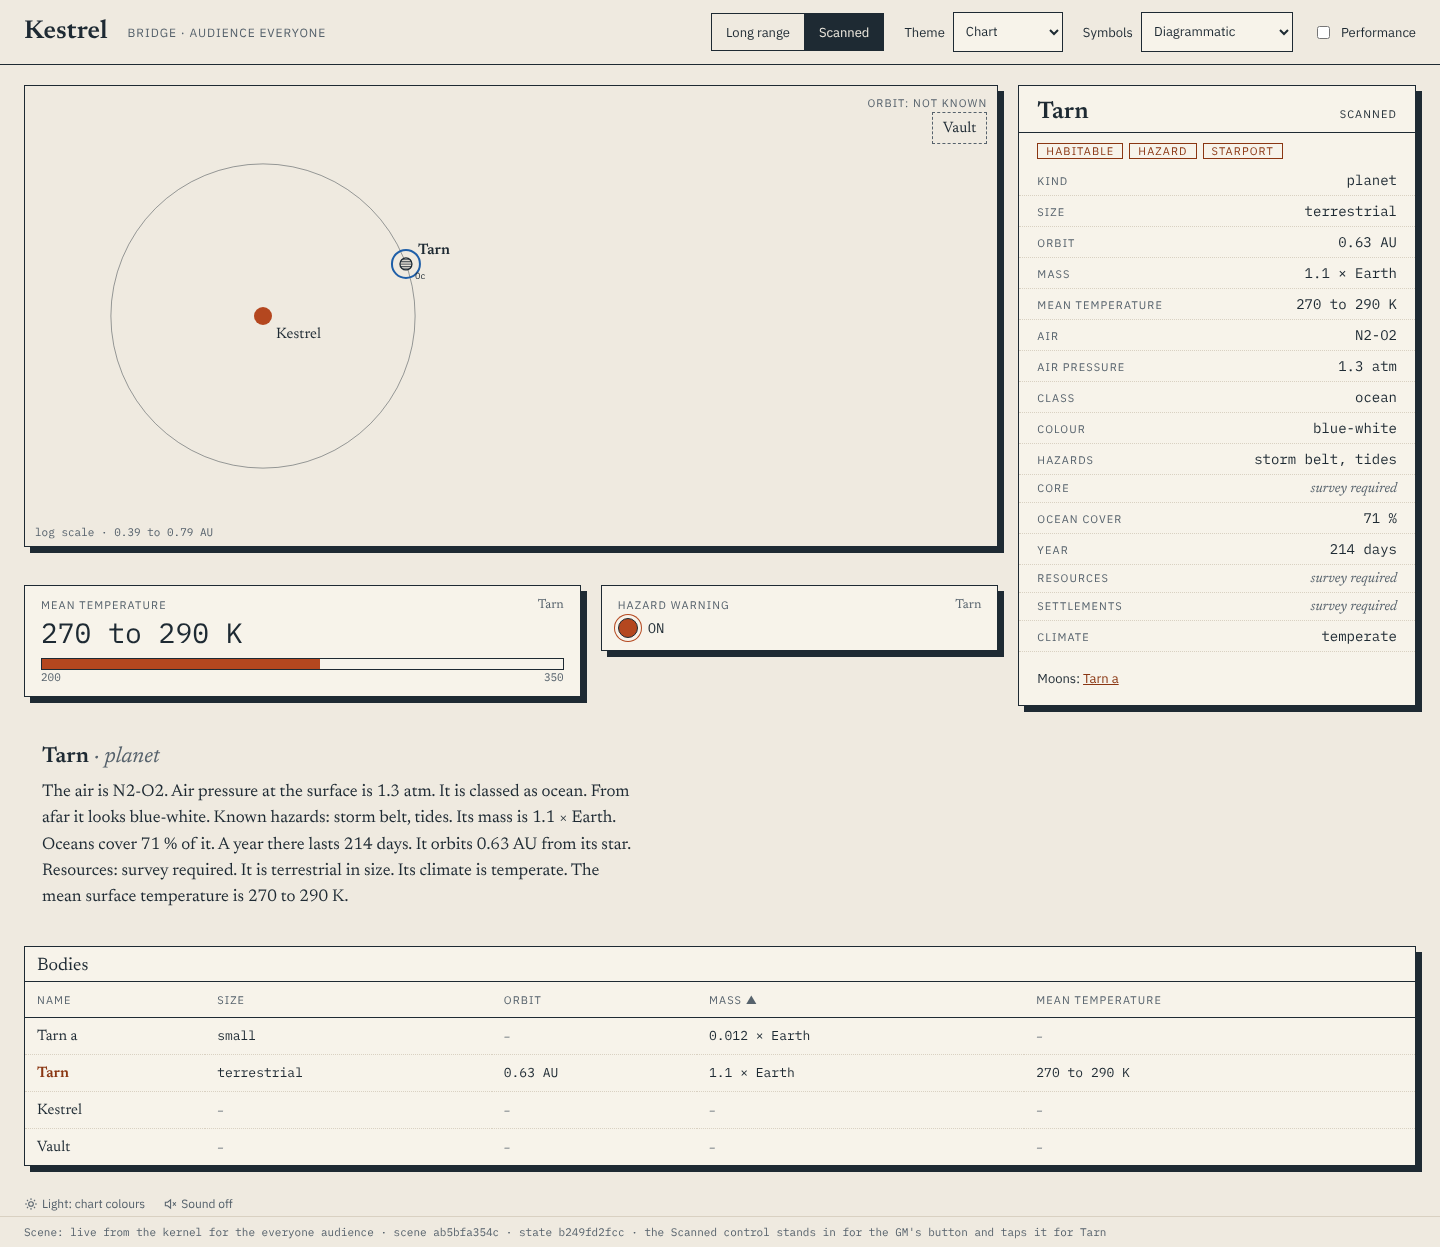 Kestrel
BRIDGE · AUDIENCE EVERYONE
Long range
Scanned
Theme
Chart
Symbols
Diagrammatic
Performance
ORBIT: NOT KNOWN
Vault
Tarn
0c
Kestrel
log scale · 0.39 to 0.79 AU
Tarn
SCANNED
HABITABLE
HAZARD
STARPORT
KIND planet
SIZE terrestrial
ORBIT 0.63 AU
MASS 1.1 × Earth
MEAN TEMPERATURE 270 to 290 K
AIR N2-O2
AIR PRESSURE 1.3 atm
CLASS ocean
COLOUR blue-white
HAZARDS storm belt, tides
CORE survey required
OCEAN COVER 71 %
YEAR 214 days
RESOURCES survey required
SETTLEMENTS survey required
CLIMATE temperate
Moons: Tarn a
MEAN TEMPERATURE
Tarn
270 to 290 K
200
350
HAZARD WARNING
Tarn
ON
Tarn · planet
The air is N2-O2. Air pressure at the surface is 1.3 atm. It is classed as ocean. From
afar it looks blue-white. Known hazards: storm belt, tides. Its mass is 1.1 × Earth.
Oceans cover 71 % of it. A year there lasts 214 days. It orbits 0.63 AU from its star.
Resources: survey required. It is terrestrial in size. Its climate is temperate. The
mean surface temperature is 270 to 290 K.
Bodies
NAME SIZE ORBIT MASS ▲ MEAN TEMPERATURE
Tarn a small – 0.012 × Earth –
Tarn terrestrial 0.63 AU 1.1 × Earth 270 to 290 K
Kestrel – – – –
Vault – – – –
Light: chart colours
Sound off
Scene: live from the kernel for the everyone audience · scene ab5bfa354c · state b249fd2fcc · the Scanned control stands in for the GM's button and taps it for Tarn